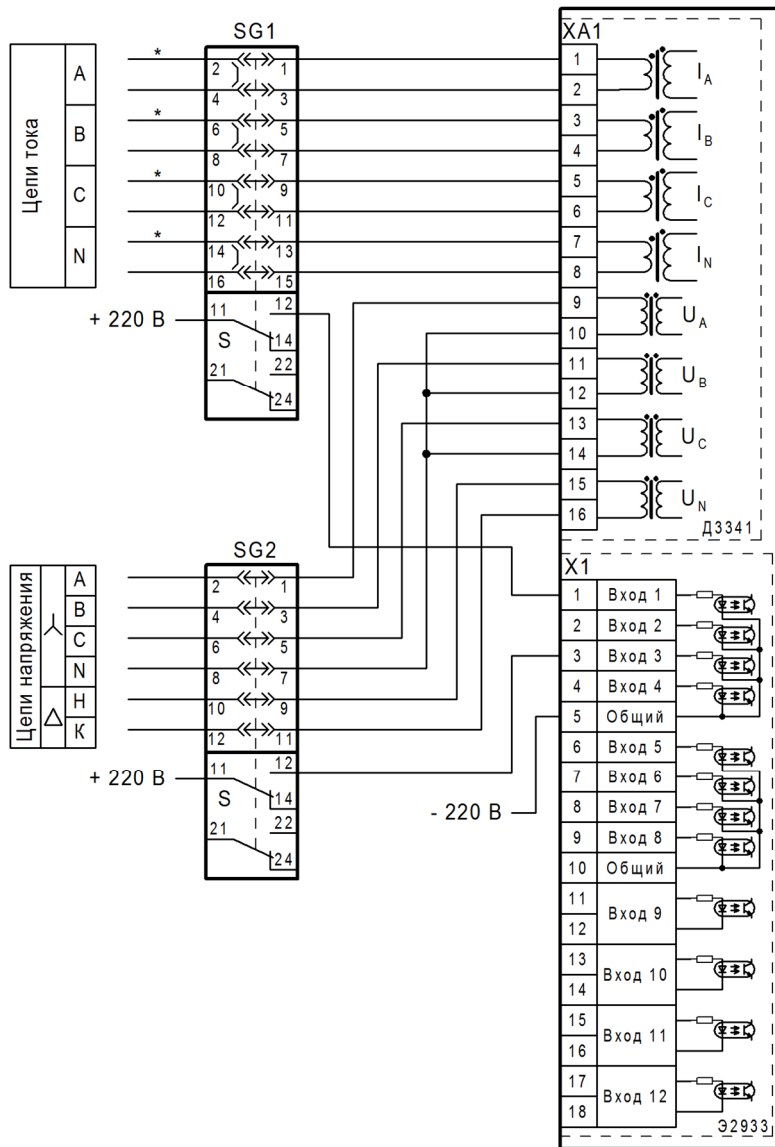 SG1
XA1
Цепи тока
A
B
C
N
*
*
*
*
2
1
4
3
6
5
8
7
10
9
12
11
14
13
16
15
+ 220 В
11
12
S
14
21
22
24
1
2
3
4
5
6
7
8
9
10
11
12
13
14
15
16
I A
I B
I C
I N
U A
U B
U C
U N
Д3341
SG2
Цепи напряжения
A
B
C
N
Н
К
2
1
4
3
6
5
8
7
10
9
12
11
+ 220 В
11
12
S
14
21
22
24
- 220 В
X1
1 Вход 1
2 Вход 2
3 Вход 3
4 Вход 4
5 Общий
6 Вход 5
7 Вход 6
8 Вход 7
9 Вход 8
10 Общий
11
Вход 9
12
13
Вход 10
14
15
Вход 11
16
17
Вход 12
18
Э2933